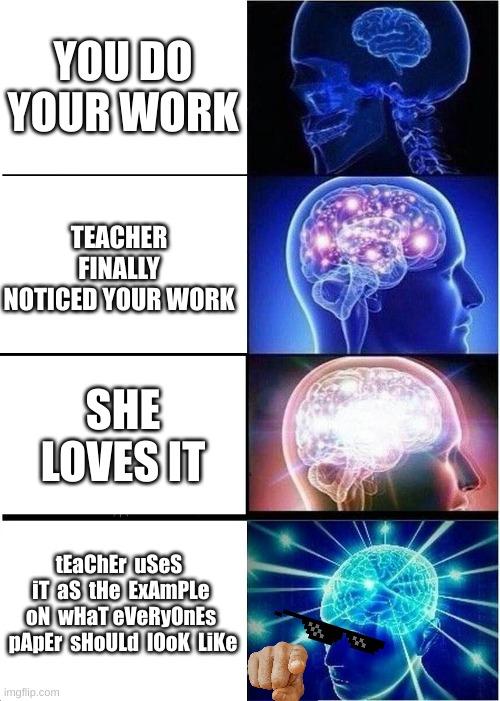 YOU DO
YOUR WORK
TEACHER
FINALLY
NOTICED YOUR WORK
SHE
LOVES IT
tEaChEr uSeS
iT aS tHe ExAmPLe
oN wHaT eVeRyOnEs
pApEr sHoULd lOoK LiKe
imgflip.com